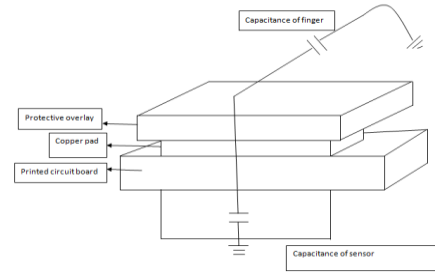 Capacitance of finger
Protective overlay
Copper pad
Printed circuit board
Capacitance of sensor